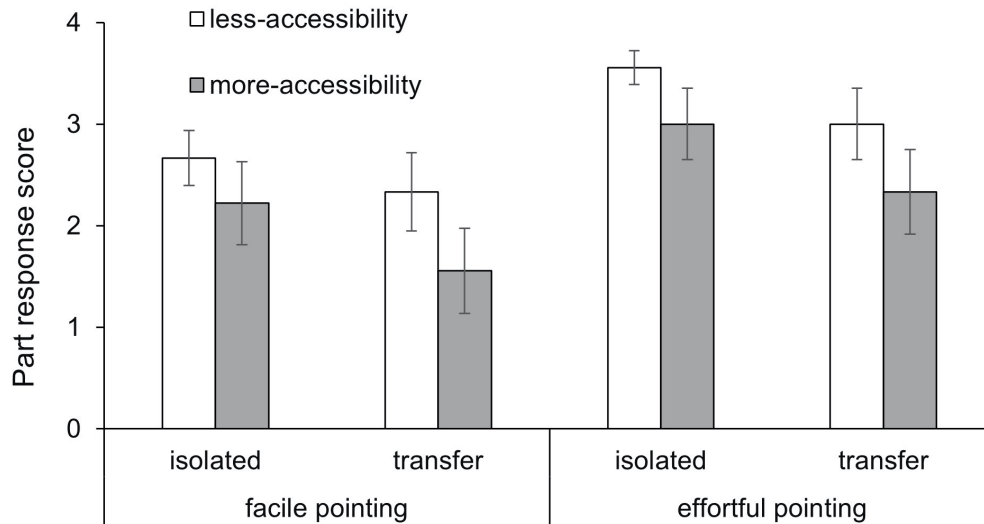 4
less-accessibility
more-accessibility
3
2
1
0
Part response score
isolated transfer isolated transfer
facile pointing effortful pointing